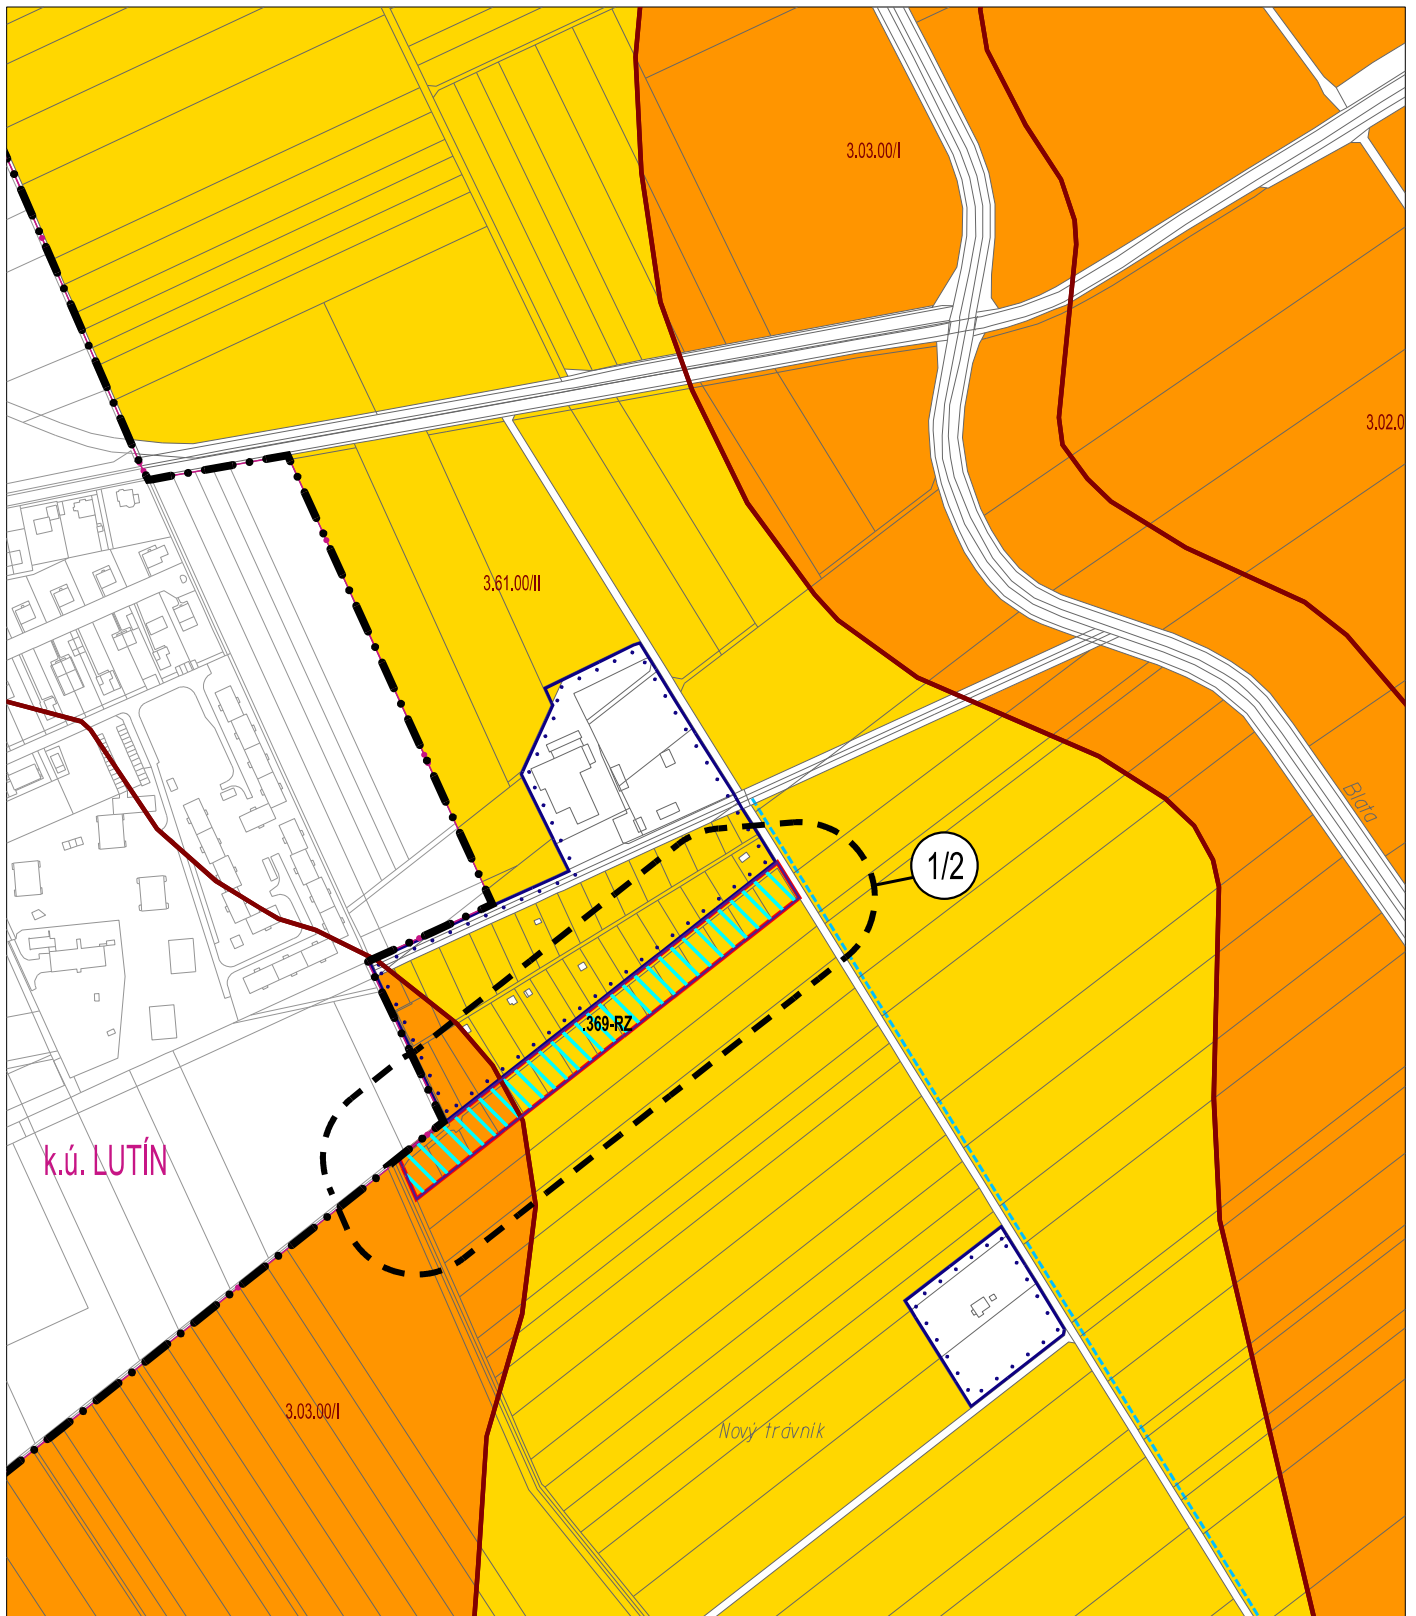 3.03.00/I
3.02.0
3.61.00/II
Blata
1/2
.369-RZ
k.ú. LUTÍN
3.03.00/I
Nový trávník